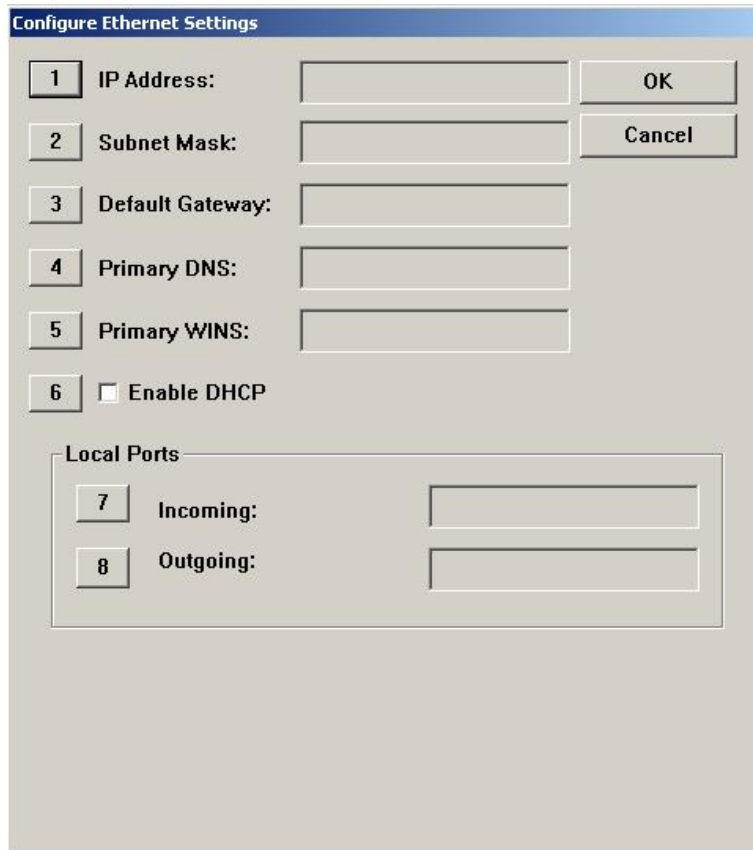 Configure Ethernet Settings
1 IP Address:
OK
2 Subnet Mask:
Cancel
3 Default Gateway:
4 Primary DNS:
5 Primary WINS:
6 Enable DHCP
Local Ports
7 Incoming:
8 Outgoing: